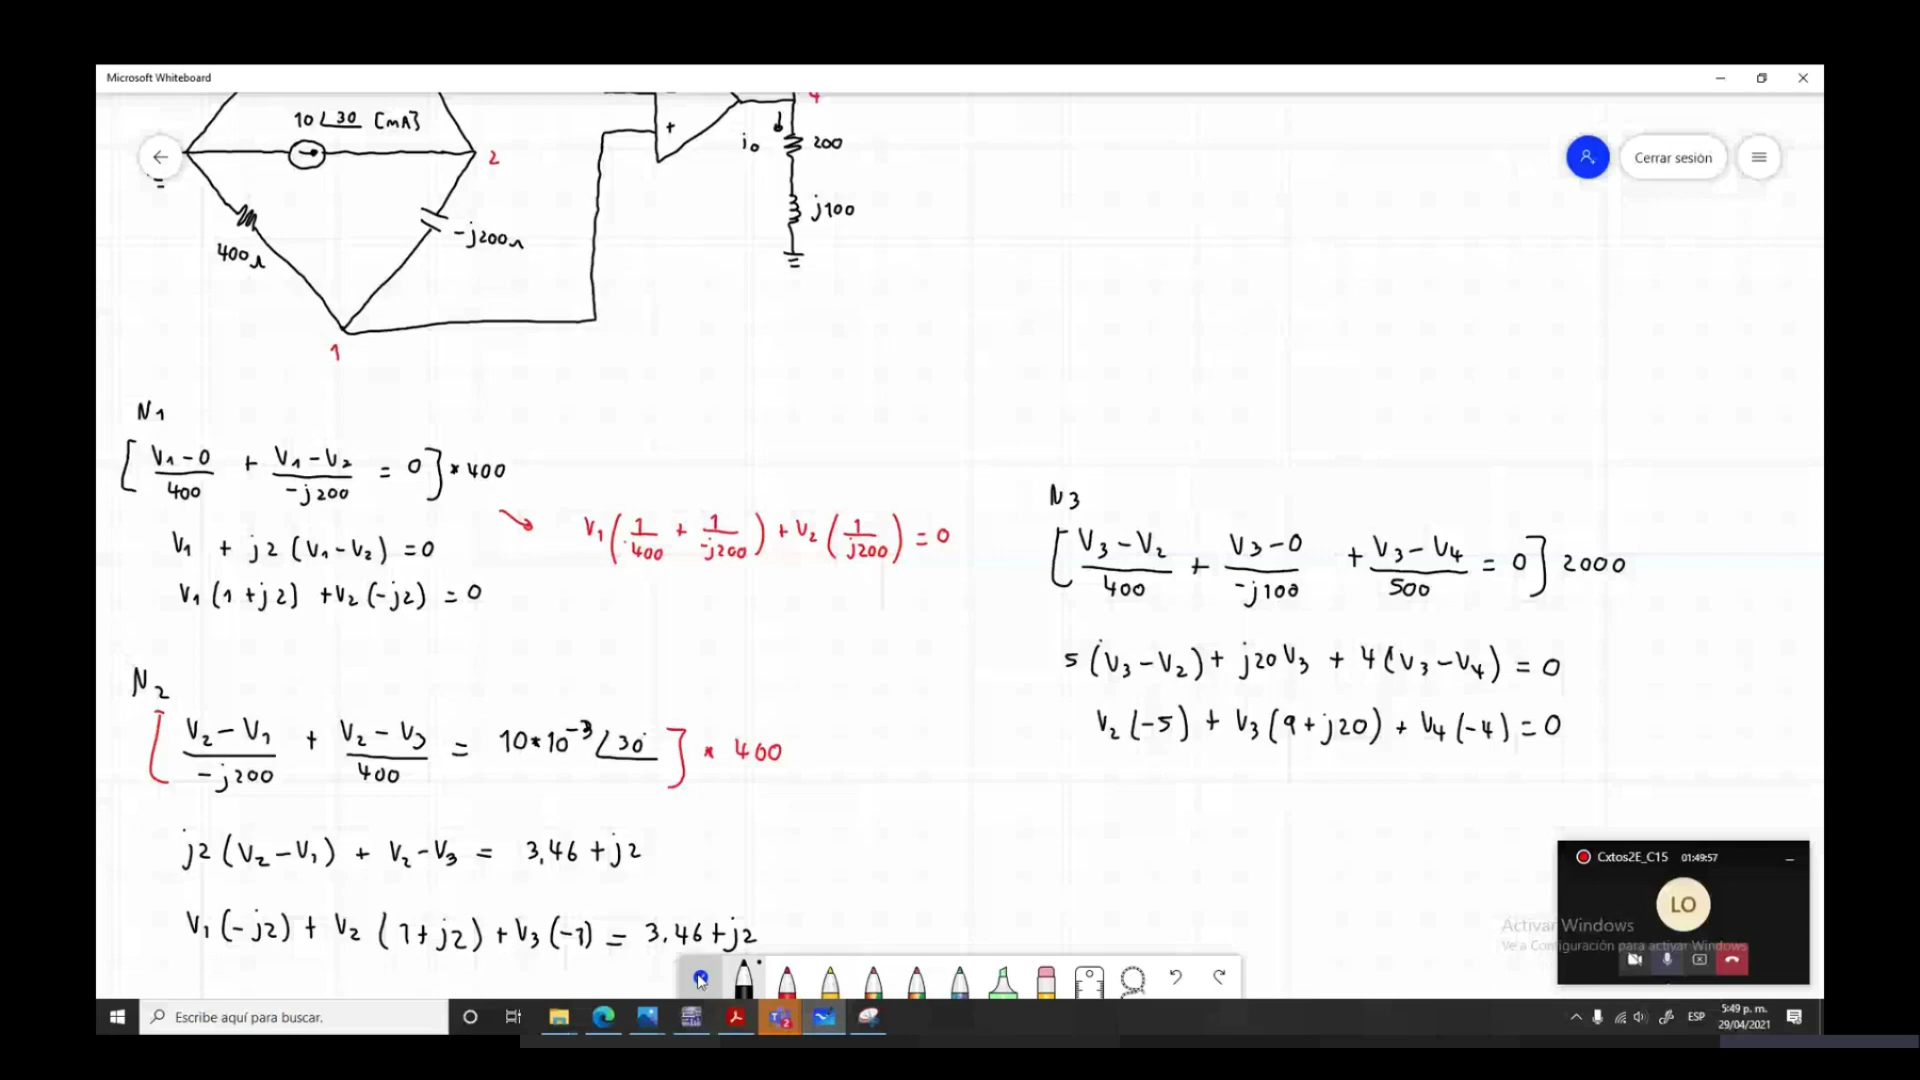 Microsoft Whiteboard
10∠30 [mA]
2
+
4
i₀
200
j100
-j200Ω
400Ω
1
Cerrar sesión
N1
[(V1-0)/400 + (V1-V2)/(-j200) = 0] * 400
V1 + j2(V1-V2) = 0
V1(1+j2) + V2(-j2) = 0
V1(1/400 + 1/(-j200)) + V2(1/(j200)) = 0
N2
[(V2-V1)/(-j200) + (V2-V3)/400 = 10*10⁻³∠30°] * 400
j2(V2-V1) + V2-V3 = 3,46 + j2
V1(-j2) + V2(1+j2) + V3(-1) = 3.46+j2
N3
[(V3-V2)/400 + (V3-0)/(-j100) + (V3-V4)/500 = 0] 2000
5(V3-V2) + j20V3 + 4(V3-V4) = 0
V2(-5) + V3(9+j20) + V4(-4) = 0
Cxtos2E_C15 01:49:57
LO
Activar Windows
Ve a Configuración para activar Windows
Escribe aquí para buscar.
ESP
5:49 p. m.
29/04/2021